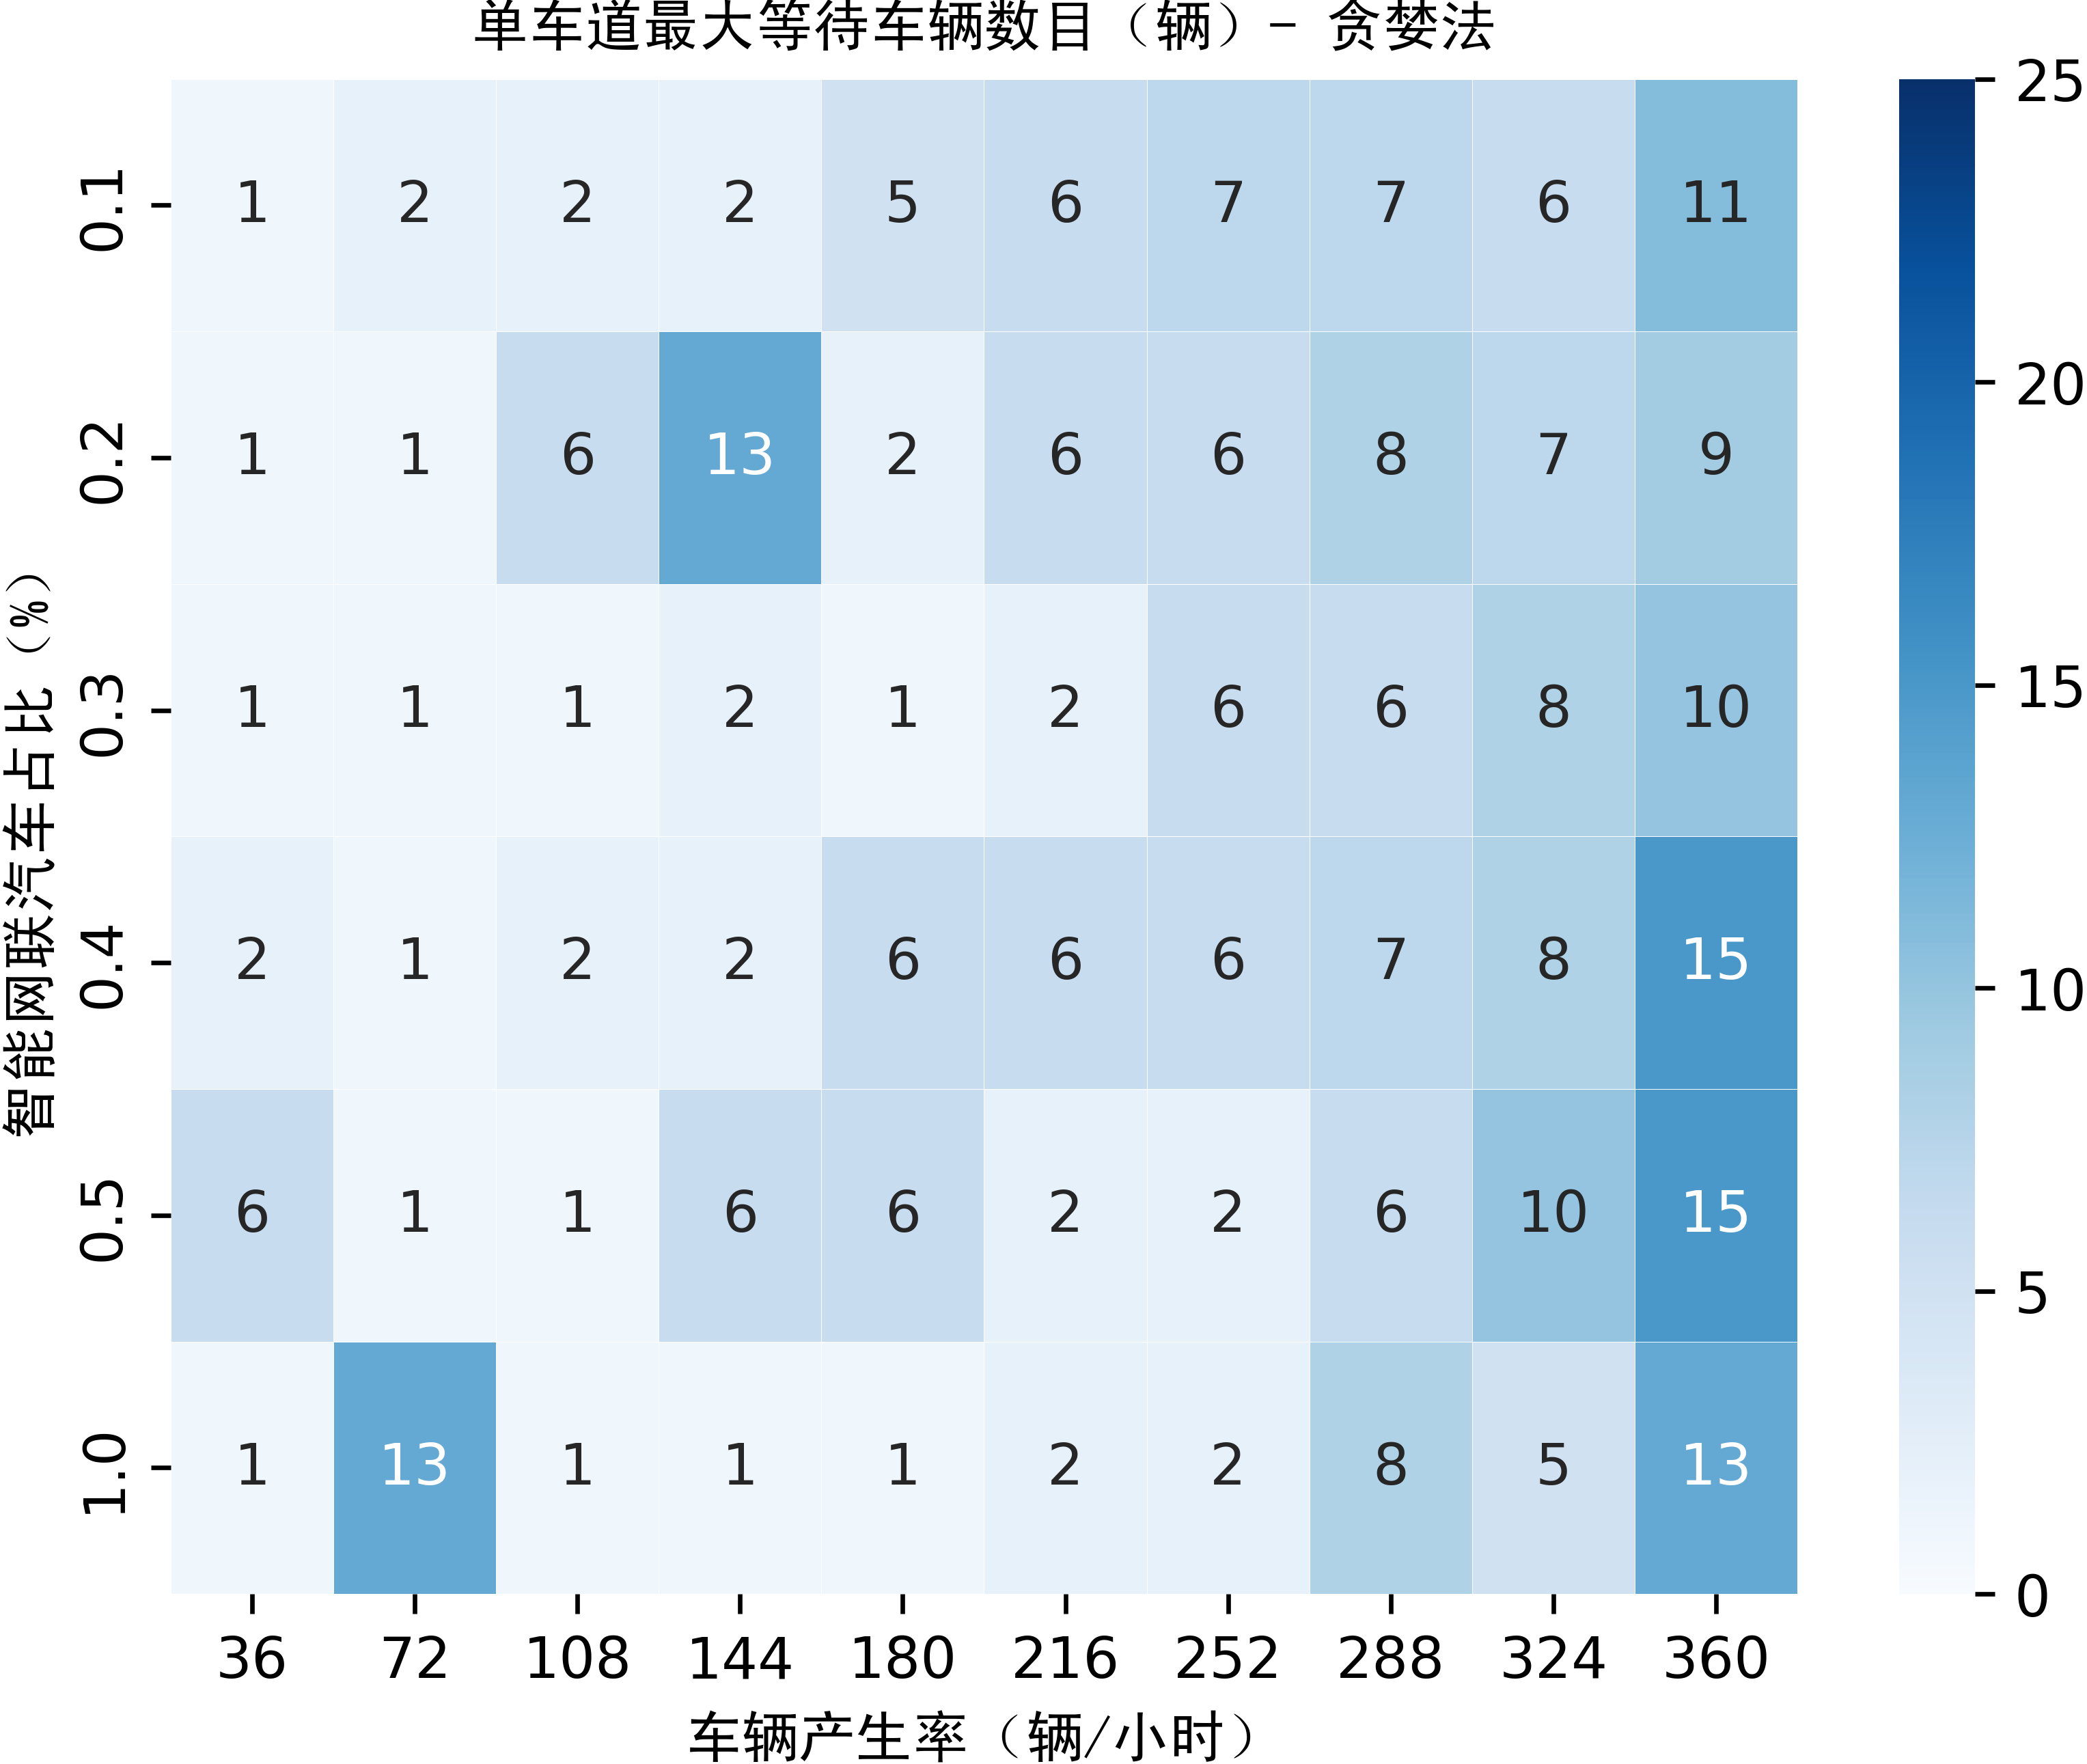 单车道最大等待车辆数目（辆）- 贪婪法
0.1 1 2 2 2 5 6 7 7 6 11
0.2 1 1 6 13 2 6 6 8 7 9
0.3 1 1 1 2 1 2 6 6 8 10
0.4 2 1 2 2 6 6 6 7 8 15
0.5 6 1 1 6 6 2 2 6 10 15
1.0 1 13 1 1 1 2 2 8 5 13
36 72 108 144 180 216 252 288 324 360
车辆产生率（辆/小时）
智能网联汽车占比（%）
25
20
15
10
5
0